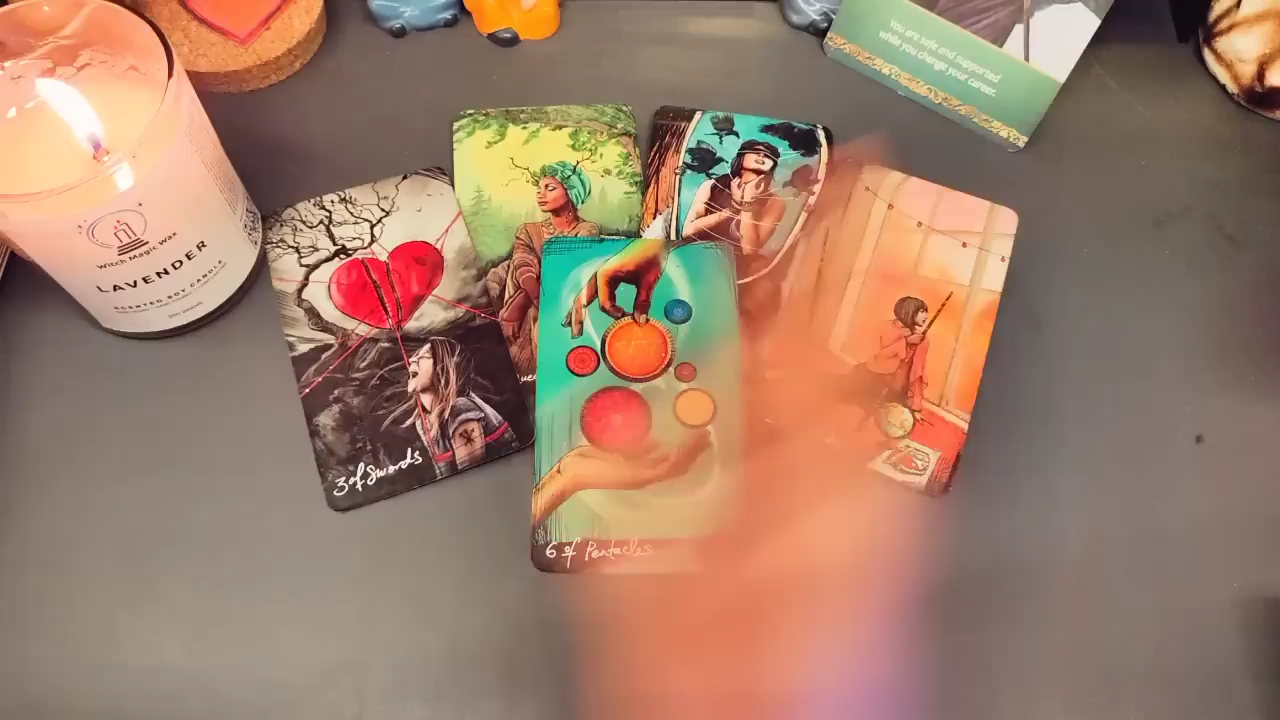 You are safe and supported
while you change your career.
Witch Magic Wax
LAVENDER
SCENTED SOY CANDLE
3 of Swords
6 of Pentacles